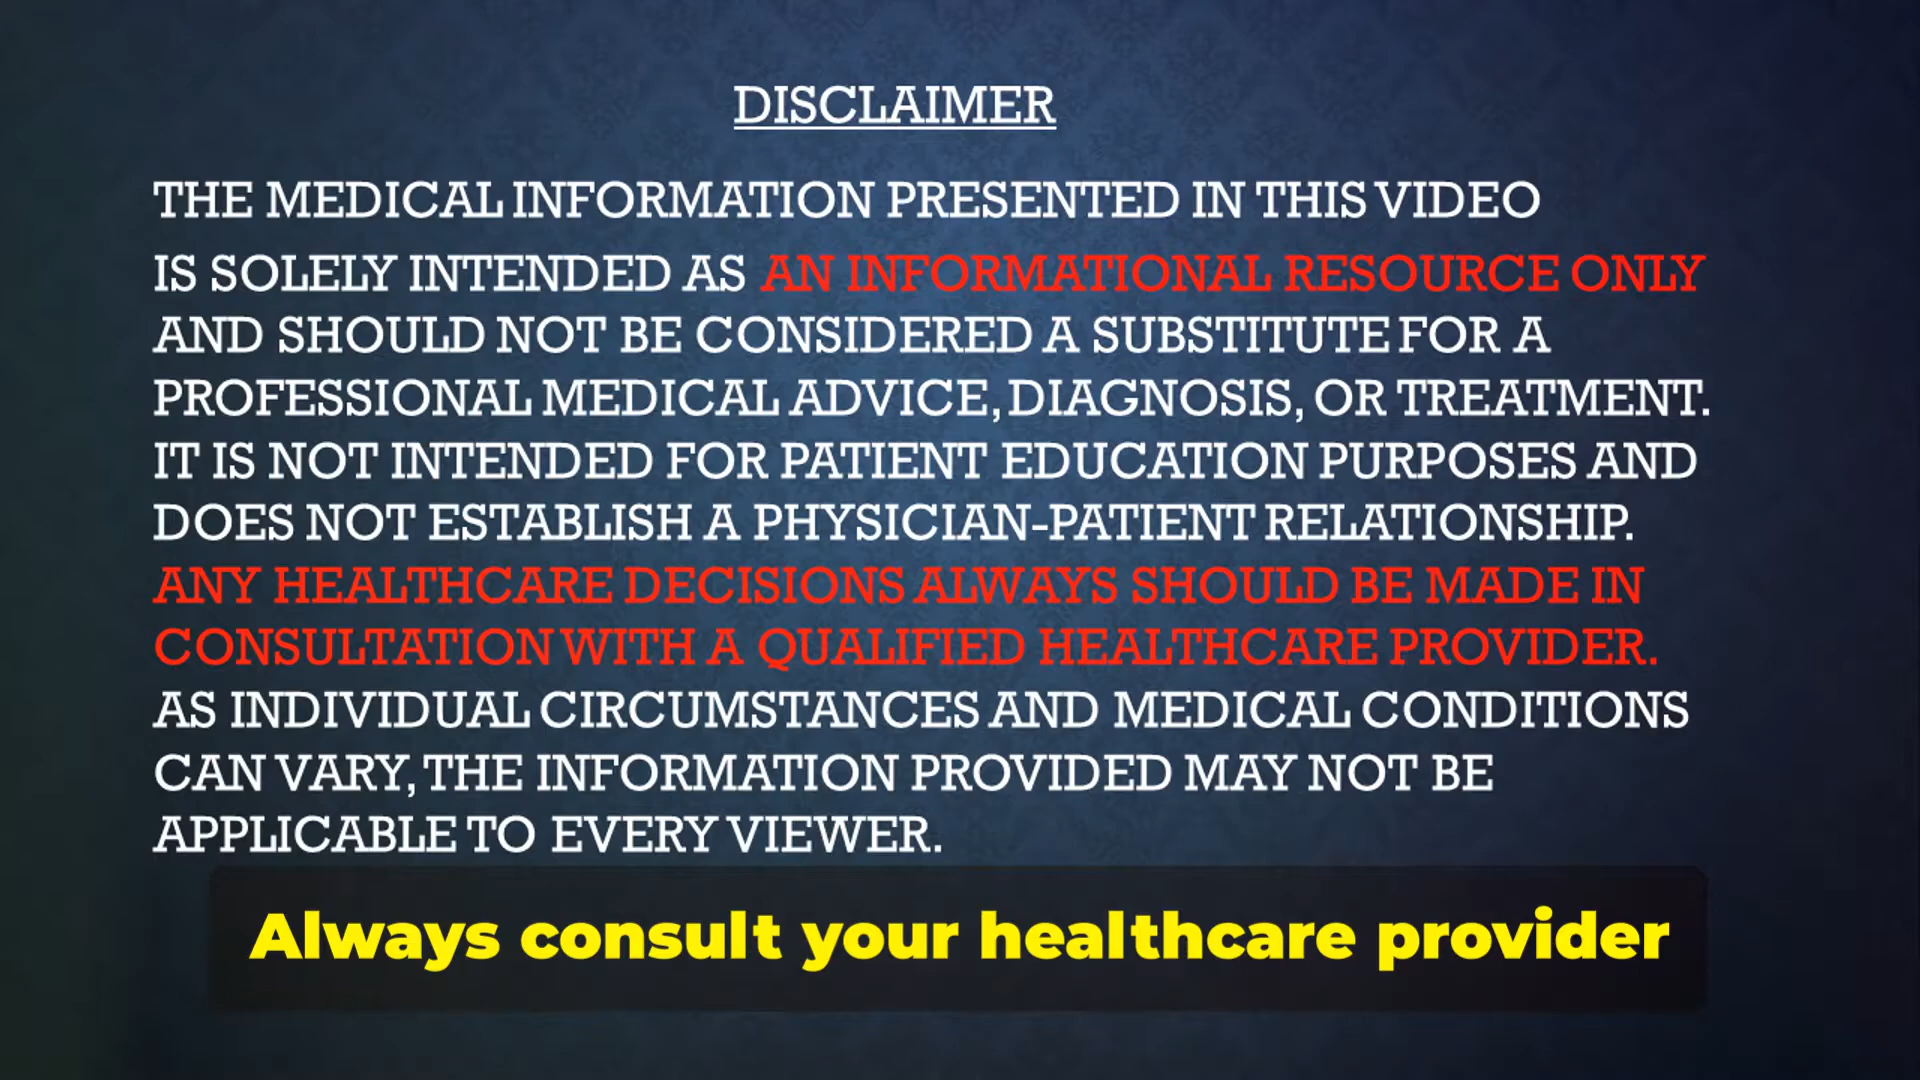 DISCLAIMER
THE MEDICAL INFORMATION PRESENTED IN THIS VIDEO
IS SOLELY INTENDED AS AN INFORMATIONAL RESOURCE ONLY
AND SHOULD NOT BE CONSIDERED A SUBSTITUTE FOR A
PROFESSIONAL MEDICAL ADVICE, DIAGNOSIS, OR TREATMENT.
IT IS NOT INTENDED FOR PATIENT EDUCATION PURPOSES AND
DOES NOT ESTABLISH A PHYSICIAN-PATIENT RELATIONSHIP.
ANY HEALTHCARE DECISIONS ALWAYS SHOULD BE MADE IN
CONSULTATION WITH A QUALIFIED HEALTHCARE PROVIDER.
AS INDIVIDUAL CIRCUMSTANCES AND MEDICAL CONDITIONS
CAN VARY, THE INFORMATION PROVIDED MAY NOT BE
APPLICABLE TO EVERY VIEWER.
Always consult your healthcare provider